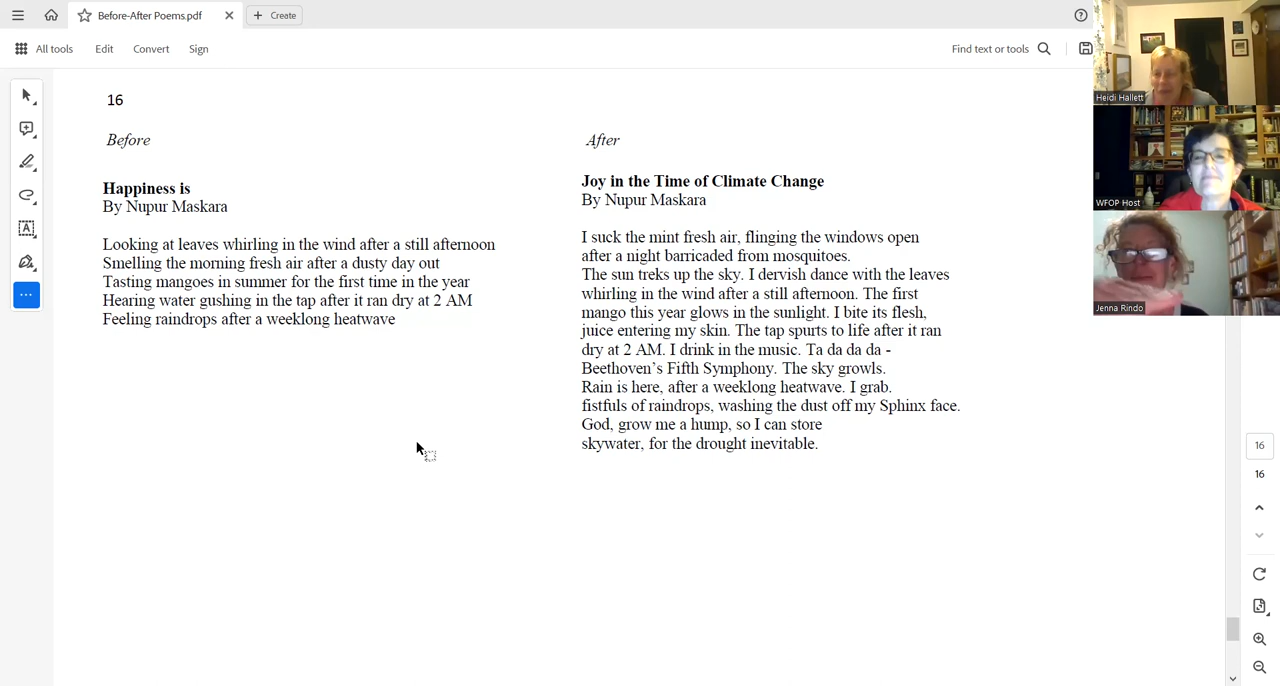 Before-After Poems.pdf
Create
All tools
Edit
Convert
Sign
Find text or tools
Heidi Hallett
WFOP Host
Jenna Rindo
16
Before
Happiness is
By Nupur Maskara
Looking at leaves whirling in the wind after a still afternoon
Smelling the morning fresh air after a dusty day out
Tasting mangoes in summer for the first time in the year
Hearing water gushing in the tap after it ran dry at 2 AM
Feeling raindrops after a weeklong heatwave
After
Joy in the Time of Climate Change
By Nupur Maskara
I suck the mint fresh air, flinging the windows open
after a night barricaded from mosquitoes.
The sun treks up the sky. I dervish dance with the leaves
whirling in the wind after a still afternoon. The first
mango this year glows in the sunlight. I bite its flesh,
juice entering my skin. The tap spurts to life after it ran
dry at 2 AM. I drink in the music. Ta da da da -
Beethoven's Fifth Symphony. The sky growls.
Rain is here, after a weeklong heatwave. I grab.
fistfuls of raindrops, washing the dust off my Sphinx face.
God, grow me a hump, so I can store
skywater, for the drought inevitable.
16
16